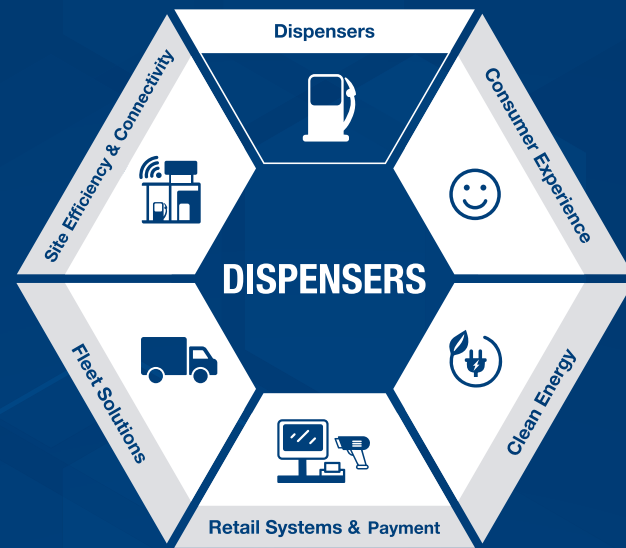 Dispensers
Site Efficiency & Connectivity
Consumer Experience
DISPENSERS
Fleet Solutions
Clean Energy
Retail Systems & Payment